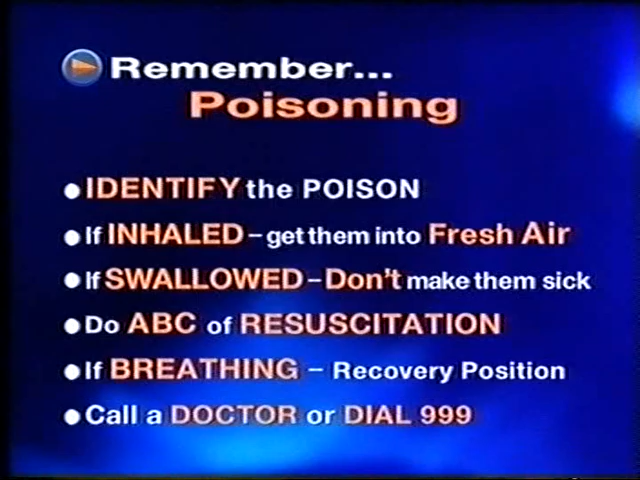 Remember...
Poisoning
IDENTIFY the POISON
If INHALED – get them into Fresh Air
If SWALLOWED – Don't make them sick
Do ABC of RESUSCITATION
If BREATHING – Recovery Position
Call a DOCTOR or DIAL 999